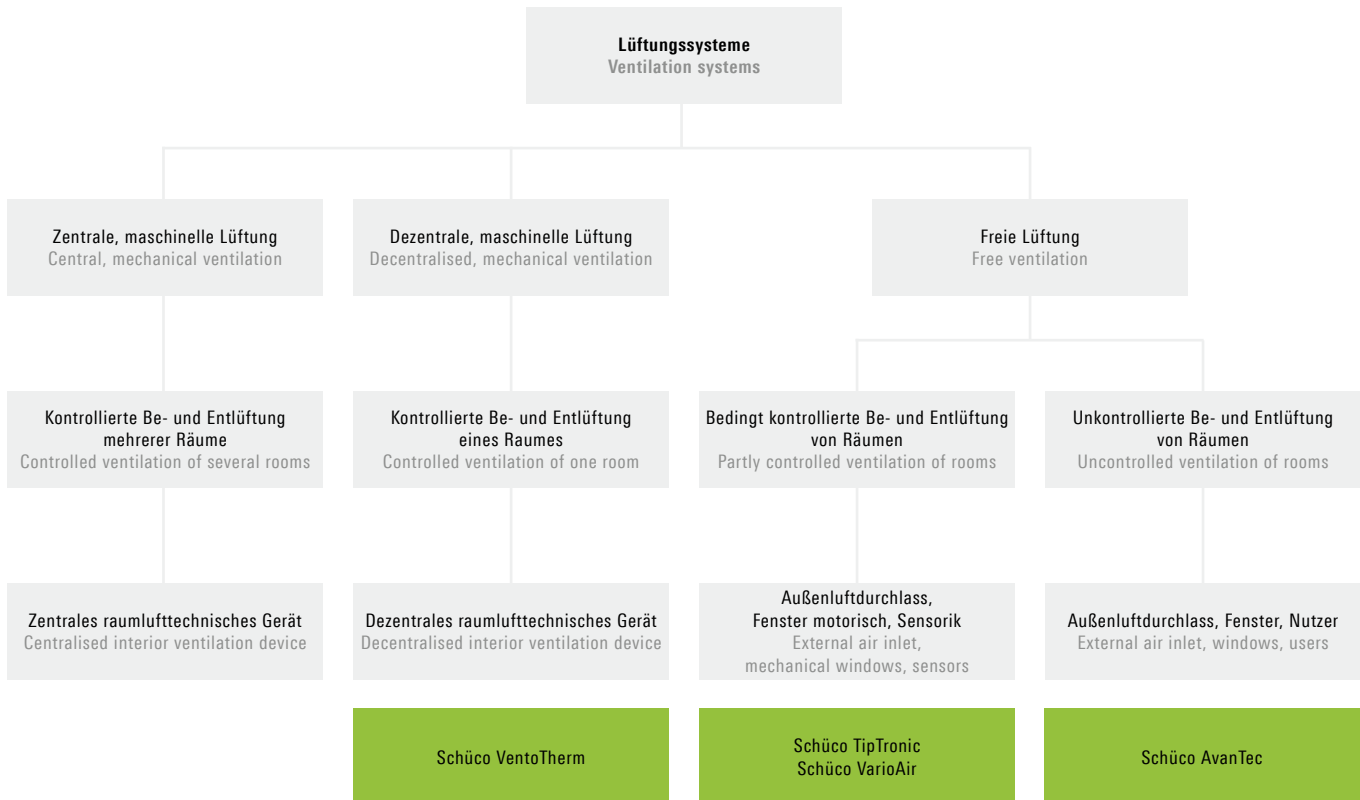 Lüftungssysteme
Ventilation systems
Zentrale, maschinelle Lüftung
Central, mechanical ventilation
Dezentrale, maschinelle Lüftung
Decentralised, mechanical ventilation
Freie Lüftung
Free ventilation
Kontrollierte Be- und Entlüftung
mehrerer Räume
Controlled ventilation of several rooms
Kontrollierte Be- und Entlüftung
eines Raumes
Controlled ventilation of one room
Bedingt kontrollierte Be- und Entlüftung
von Räumen
Partly controlled ventilation of rooms
Unkontrollierte Be- und Entlüftung
von Räumen
Uncontrolled ventilation of rooms
Zentrales raumlufttechnisches Gerät
Centralised interior ventilation device
Dezentrales raumlufttechnisches Gerät
Decentralised interior ventilation device
Außenluftdurchlass,
Fenster motorisch, Sensorik
External air inlet,
mechanical windows, sensors
Außenluftdurchlass, Fenster, Nutzer
External air inlet, windows, users
Schüco VentoTherm
Schüco TipTronic
Schüco VarioAir
Schüco AvanTec